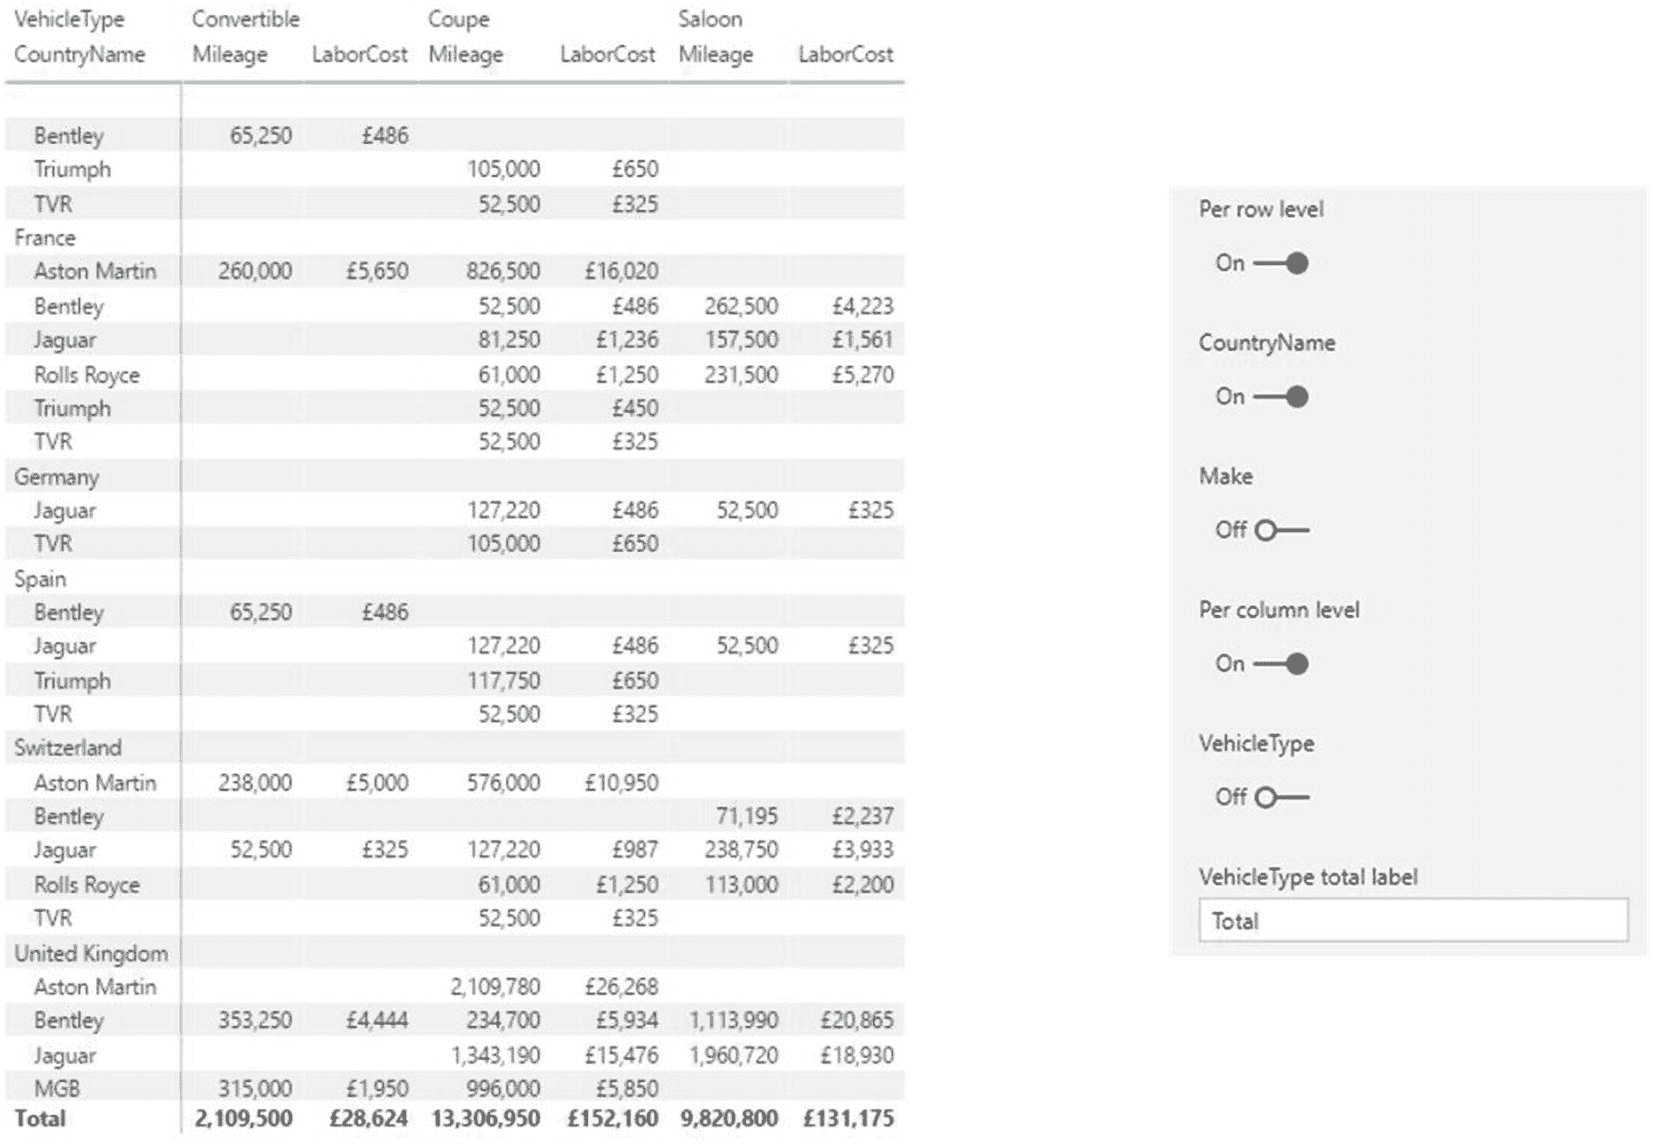 VehicleType Convertible Coupe Saloon
CountryName Mileage LaborCost Mileage LaborCost Mileage LaborCost
Bentley 65,250 £486
Triumph 105,000 £650
TVR 52,500 £325
France
Aston Martin 260,000 £5,650 826,500 £16,020
Bentley 52,500 £486 262,500 £4,223
Jaguar 81,250 £1,236 157,500 £1,561
Rolls Royce 61,000 £1,250 231,500 £5,270
Triumph 52,500 £450
TVR 52,500 £325
Germany
Jaguar 127,220 £486 52,500 £325
TVR 105,000 £650
Spain
Bentley 65,250 £486
Jaguar 127,220 £486 52,500 £325
Triumph 117,750 £650
TVR 52,500 £325
Switzerland
Aston Martin 238,000 £5,000 576,000 £10,950
Bentley 71,195 £2,237
Jaguar 52,500 £325 127,220 £987 238,750 £3,933
Rolls Royce 61,000 £1,250 113,000 £2,200
TVR 52,500 £325
United Kingdom
Aston Martin 2,109,780 £26,268
Bentley 353,250 £4,444 234,700 £5,934 1,113,990 £20,865
Jaguar 1,343,190 £15,476 1,960,720 £18,930
MGB 315,000 £1,950 996,000 £5,850
Total 2,109,500 £28,624 13,306,950 £152,160 9,820,800 £131,175
Per row level
On
CountryName
On
Make
Off
Per column level
On
VehicleType
Off
VehicleType total label
Total